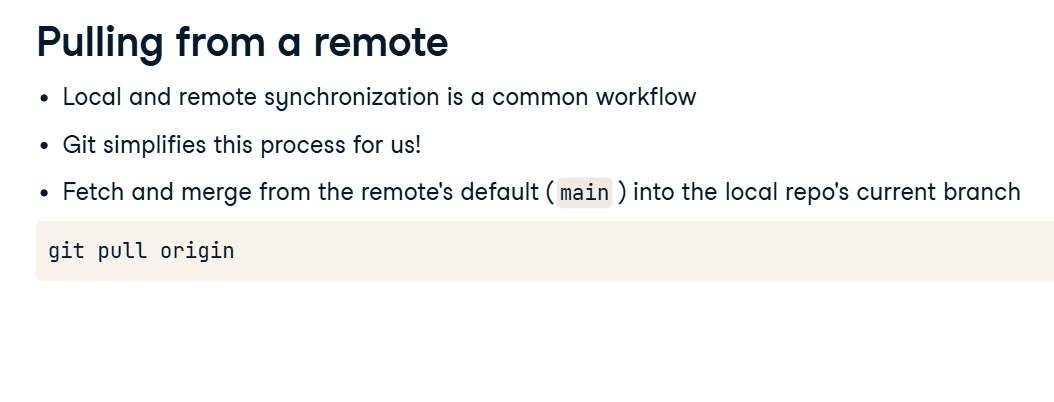 Pulling from a remote
• Local and remote synchronization is a common workflow
• Git simplifies this process for us!
• Fetch and merge from the remote's default ( main ) into the local repo's current branch
git pull origin